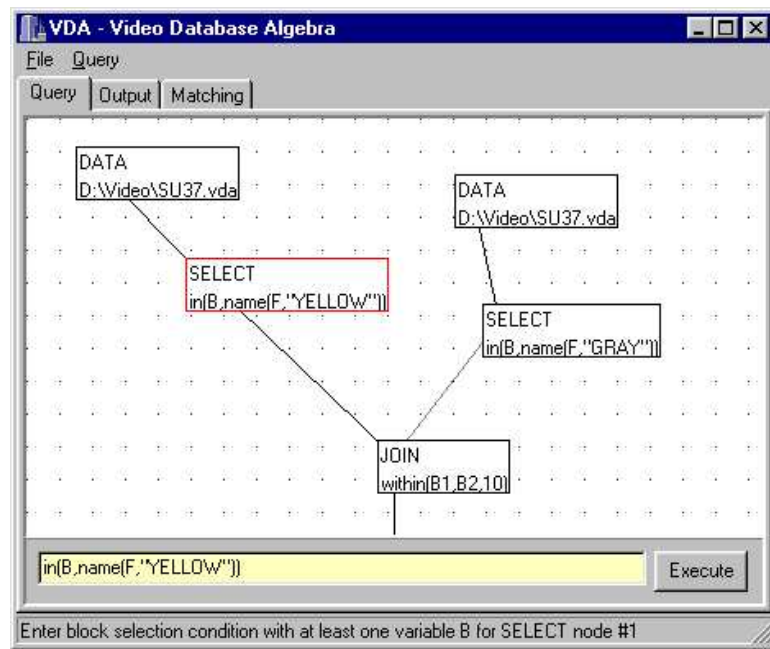 VDA - Video Database Algebra
File Query
Query Output Matching
DATA
D:\Video\SU37.vda
DATA
D:\Video\SU37.vda
SELECT
in(B,name(F,"YELLOW"))
SELECT
in(B,name(F,"GRAY"))
JOIN
within(B1,B2,10)
in(B,name(F,"YELLOW"))
Execute
Enter block selection condition with at least one variable B for SELECT node #1